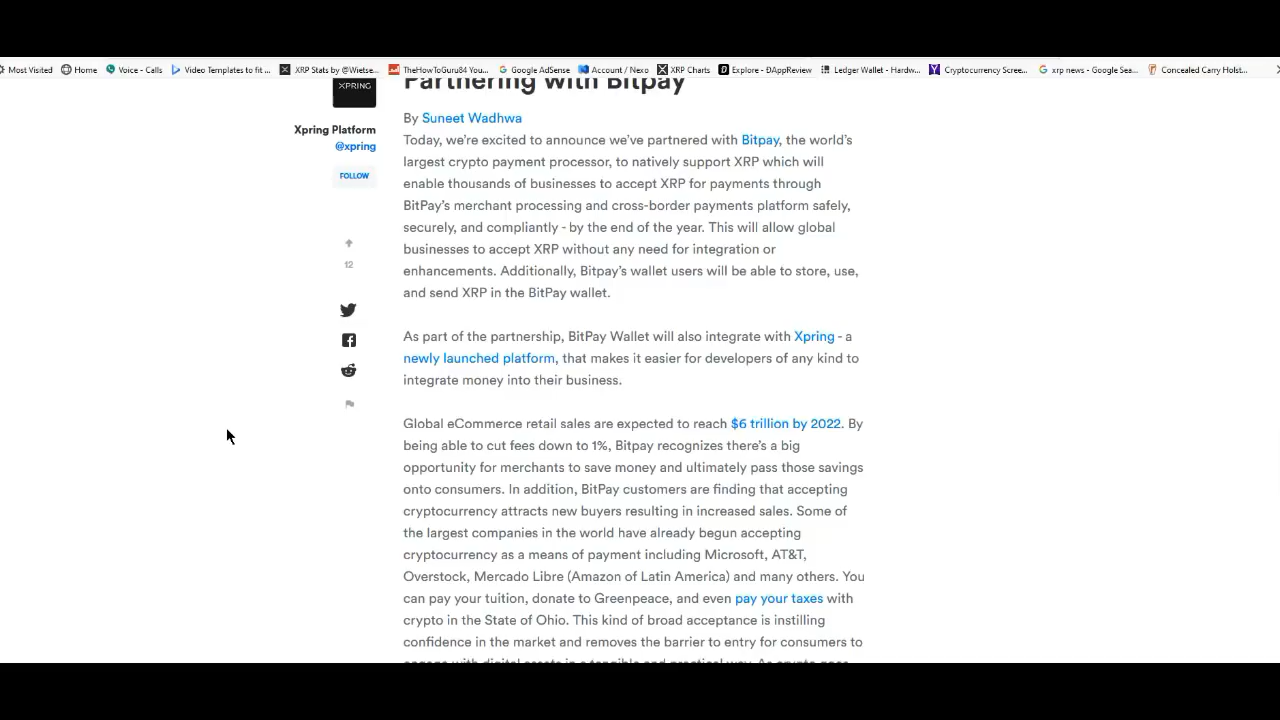 Most Visited Home Voice - Calls Video Templates to fit ... XRP Stats by @Wietse... TheHowToGuru84 You... Google AdSense Account / Nexo XRP Charts Explore - ÐAppReview Ledger Wallet - Hardw... Cryptocurrency Scree... xrp news - Google Sea... Concealed Carry Holst...
XPRING
Xpring Platform
@xpring
FOLLOW
12
Partnering with Bitpay
By Suneet Wadhwa
Today, we're excited to announce we've partnered with Bitpay, the world's
largest crypto payment processor, to natively support XRP which will
enable thousands of businesses to accept XRP for payments through
BitPay's merchant processing and cross-border payments platform safely,
securely, and compliantly - by the end of the year. This will allow global
businesses to accept XRP without any need for integration or
enhancements. Additionally, Bitpay's wallet users will be able to store, use,
and send XRP in the BitPay wallet.
As part of the partnership, BitPay Wallet will also integrate with Xpring - a
newly launched platform, that makes it easier for developers of any kind to
integrate money into their business.
Global eCommerce retail sales are expected to reach $6 trillion by 2022. By
being able to cut fees down to 1%, Bitpay recognizes there's a big
opportunity for merchants to save money and ultimately pass those savings
onto consumers. In addition, BitPay customers are finding that accepting
cryptocurrency attracts new buyers resulting in increased sales. Some of
the largest companies in the world have already begun accepting
cryptocurrency as a means of payment including Microsoft, AT&T,
Overstock, Mercado Libre (Amazon of Latin America) and many others. You
can pay your tuition, donate to Greenpeace, and even pay your taxes with
crypto in the State of Ohio. This kind of broad acceptance is instilling
confidence in the market and removes the barrier to entry for consumers to